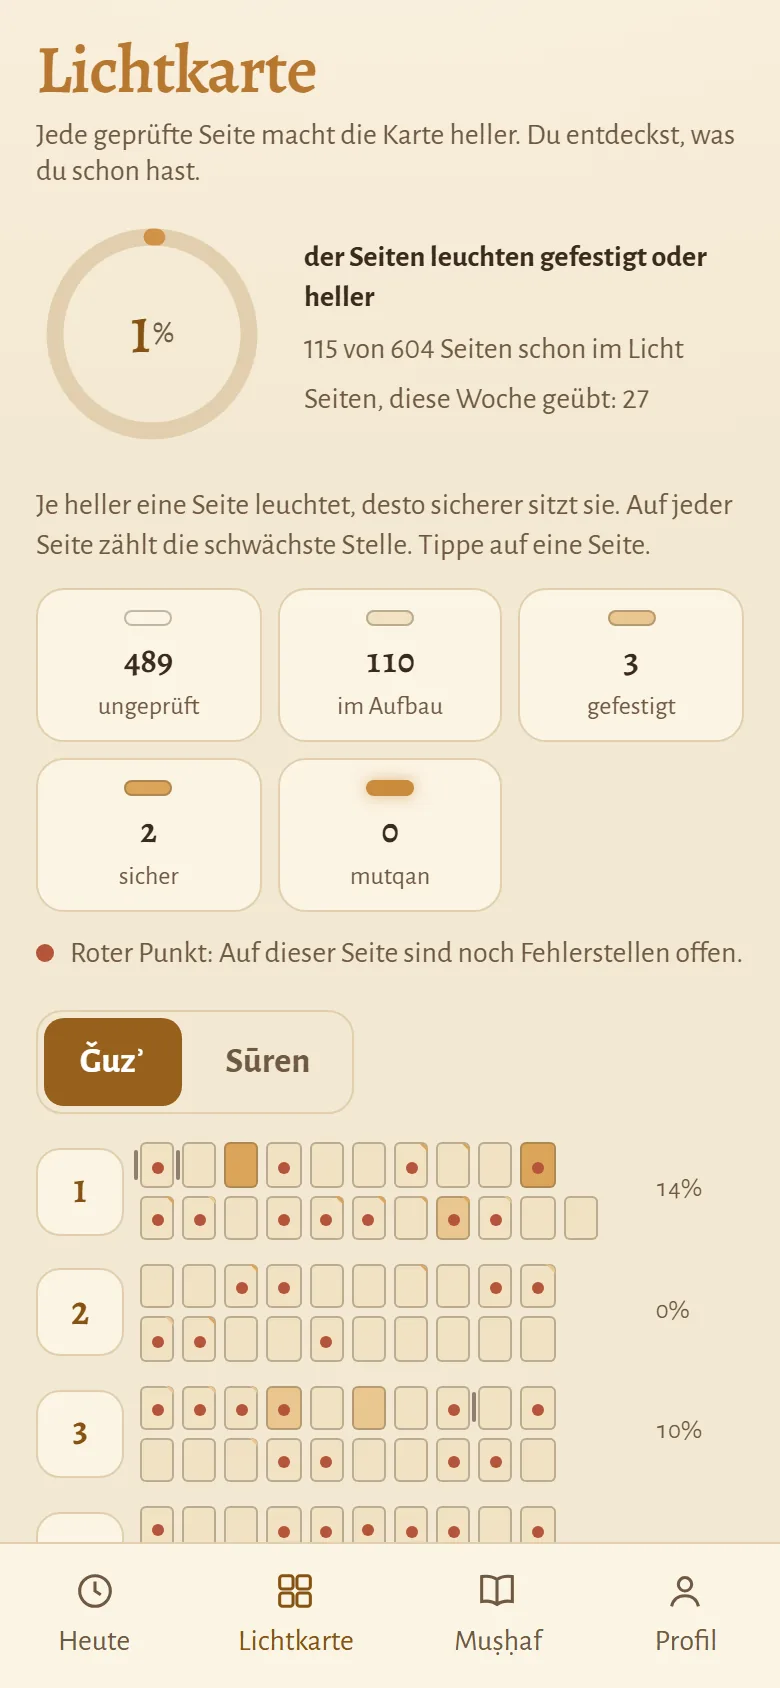 Lichtkarte
Jede geprüfte Seite macht die Karte heller. Du entdeckst, was
du schon hast.
1%
der Seiten leuchten gefestigt oder
heller
115 von 604 Seiten schon im Licht
Seiten, diese Woche geübt: 27
Je heller eine Seite leuchtet, desto sicherer sitzt sie. Auf jeder
Seite zählt die schwächste Stelle. Tippe auf eine Seite.
489
ungeprüft
110
im Aufbau
3
gefestigt
2
sicher
0
mutqan
Roter Punkt: Auf dieser Seite sind noch Fehlerstellen offen.
Ǧuzʾ
Sūren
1
14%
2
0%
3
10%
Heute
Lichtkarte
Muṣḥaf
Profil